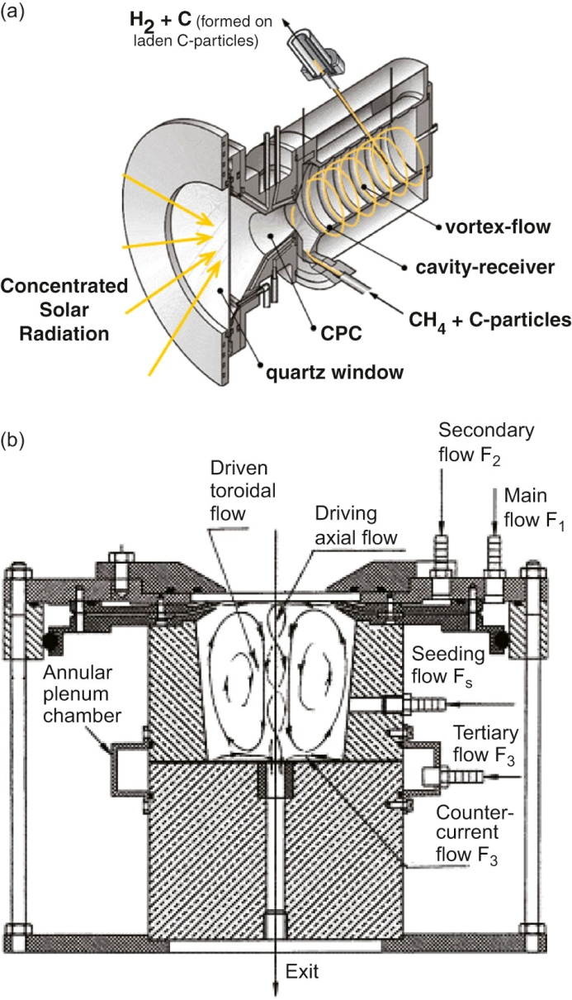 (a)
H2 + C (formed on
laden C-particles)
vortex-flow
cavity-receiver
Concentrated
Solar
Radiation
CH4 + C-particles
CPC
quartz window
(b)
Secondary
flow F2
Driven
toroidal
flow
Main
flow F1
Driving
axial flow
Seeding
flow Fs
Annular
plenum
chamber
Tertiary
flow F3
Counter-
current
flow F3
Exit